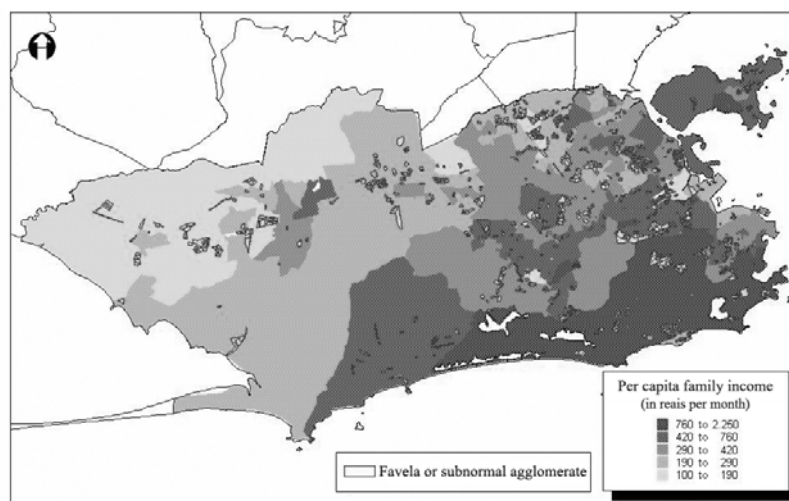 Per capita family income
(in reais per month)
760 to 2.250
420 to 760
290 to 420
190 to 290
100 to 190
Favela or subnormal agglomerate